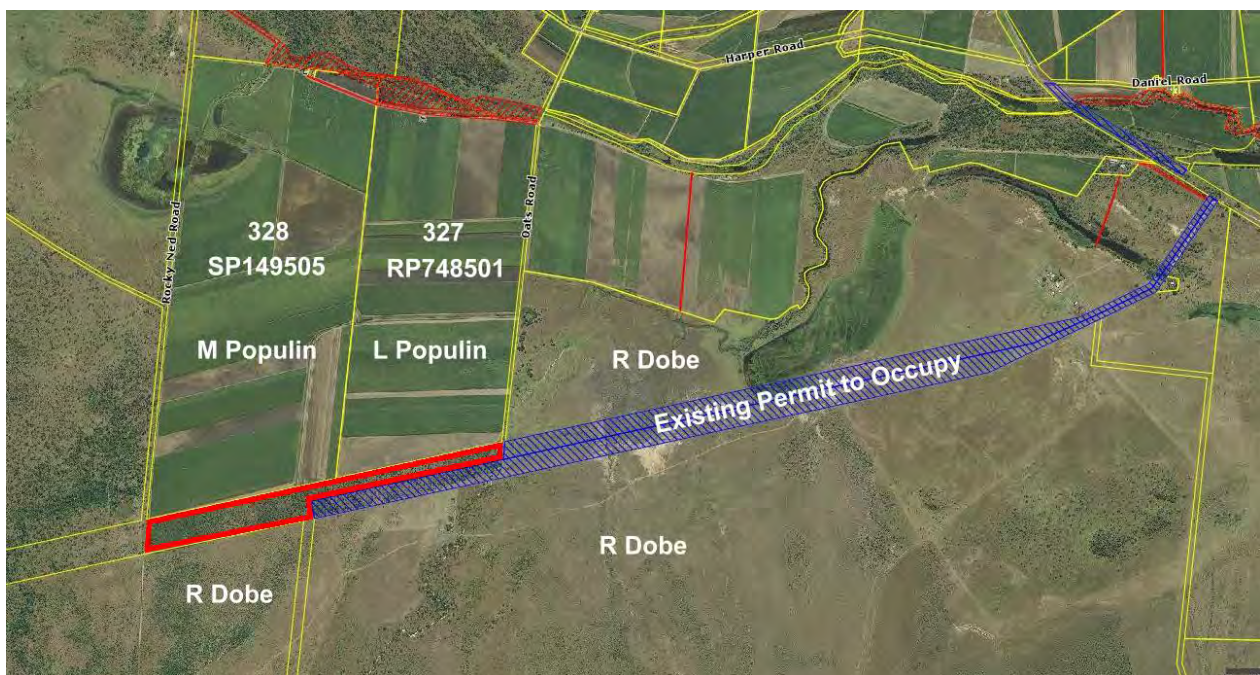 Harper Road
Daniel Road
Oaks Road
Rocky Ned Road
328
SP149505
327
RP748501
M Populin
L Populin
R Dobe
Existing Permit to Occupy
R Dobe
R Dobe